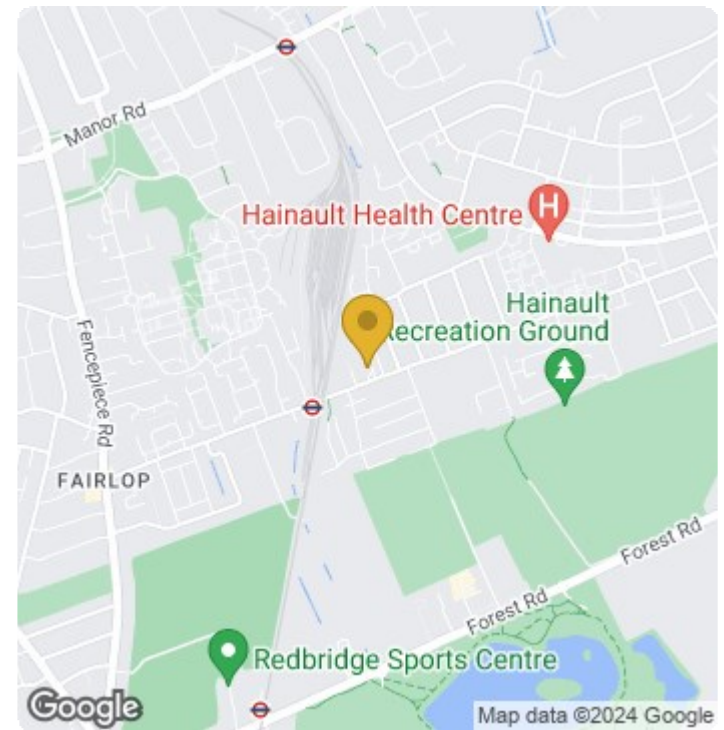 Manor Rd
Hainault Health Centre
H
Hainault
Recreation Ground
Fencepiece Rd
FAIRLOP
Forest Rd
Forest Rd
Redbridge Sports Centre
Google
Map data ©2024 Google